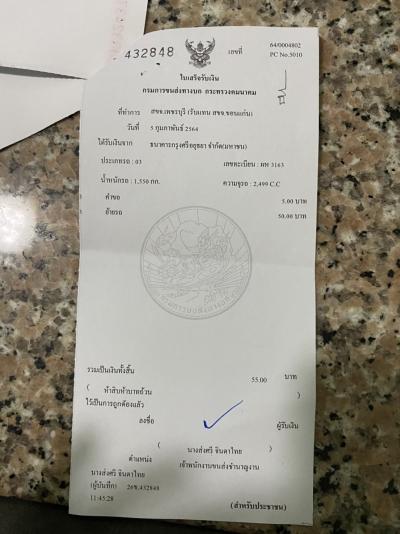 432848
เลขที่ 64/0004802
PC No.5010
ใบเสร็จรับเงิน
กรมการขนส่งทางบก กระทรวงคมนาคม
ที่ทำการ สขจ.เพชรบุรี (รับแทน สขจ.ขอนแก่น)
วันที่ 5 กุมภาพันธ์ 2564
ได้รับเงินจาก ธนาคารกรุงศรีอยุธยา จำกัด(มหาชน)
ประเภทรถ : 03 เลขทะเบียน : ผท 3163
น้ำหนักรถ : 1,550 กก. ความจุรถ : 2,499 C.C
ค่าขอ 5.00 บาท
ย้ายรถ 50.00 บาท
รวมเป็นเงินทั้งสิ้น 55.00 บาท
( ห้าสิบห้าบาทถ้วน )
ไว้เป็นการถูกต้องแล้ว
ลงชื่อ ผู้รับเงิน
( นางส่งศรี จินดาไทย )
ตำแหน่ง เจ้าพนักงานขนส่งชำนาญงาน
นางส่งศรี จินดาไทย
(ผู้บันทึก) 26ข.432848
11:45:28
(สำหรับประชาชน)